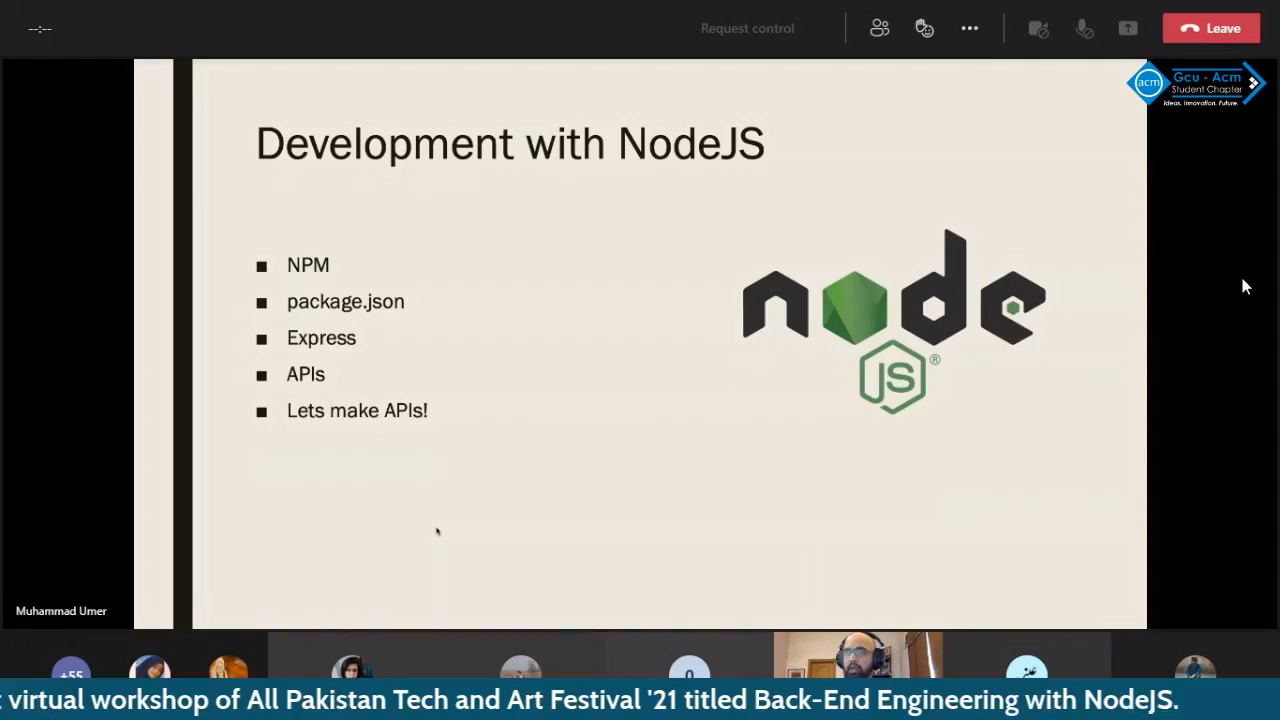 --:--
Request control
Leave
acm
Gcu - Acm
Student Chapter
Ideas. Innovation. Future.
Development with NodeJS
NPM
package.json
Express
APIs
Lets make APIs!
node
JS®
Muhammad Umer
+55
virtual workshop of All Pakistan Tech and Art Festival '21 titled Back-End Engineering with NodeJS.